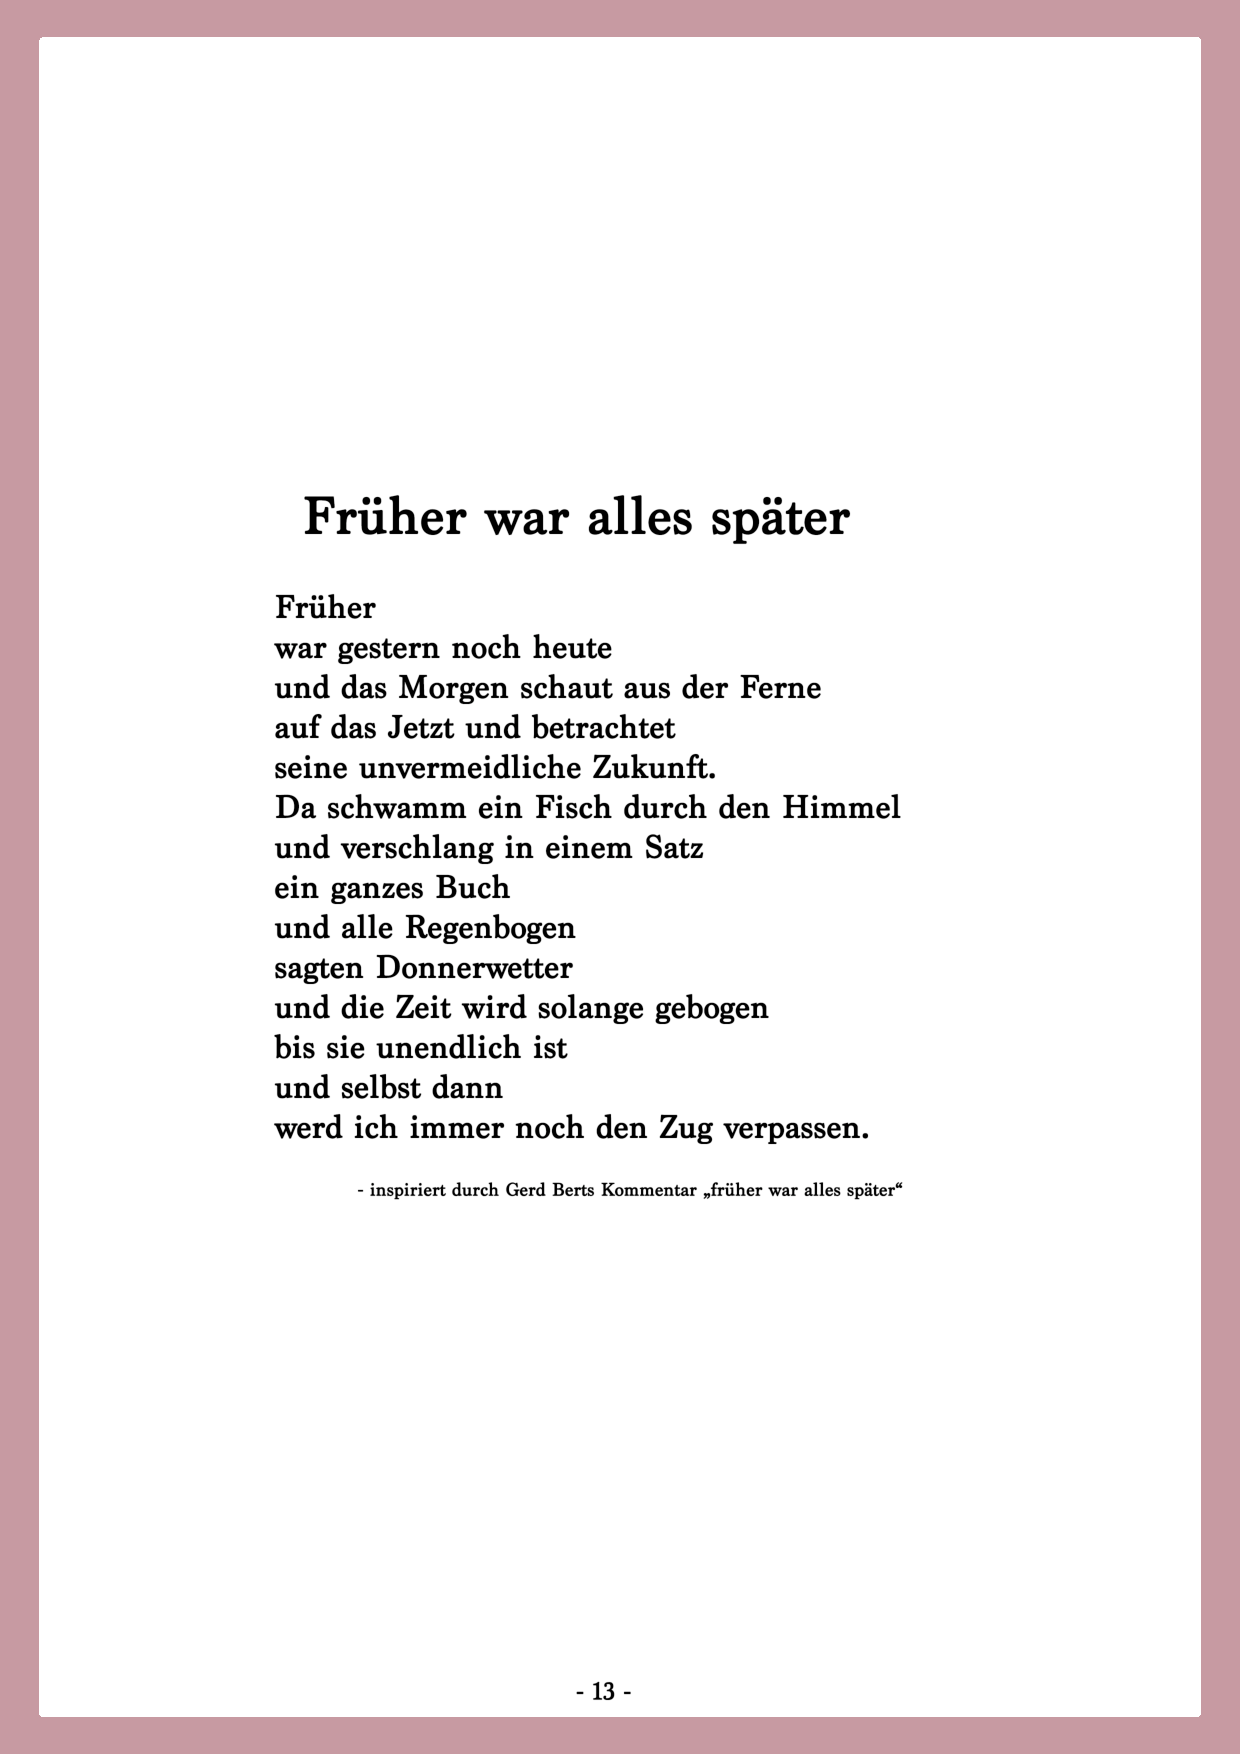 Früher war alles später
Früher
war gestern noch heute
und das Morgen schaut aus der Ferne
auf das Jetzt und betrachtet
seine unvermeidliche Zukunft.
Da schwamm ein Fisch durch den Himmel
und verschlang in einem Satz
ein ganzes Buch
und alle Regenbogen
sagten Donnerwetter
und die Zeit wird solange gebogen
bis sie unendlich ist
und selbst dann
werd ich immer noch den Zug verpassen.
- inspiriert durch Gerd Berts Kommentar „früher war alles später“
- 13 -